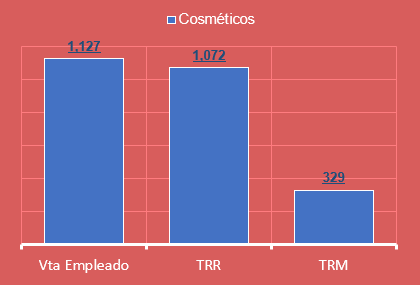 Cosméticos
1,127
1,072
329
Vta Empleado
TRR
TRM